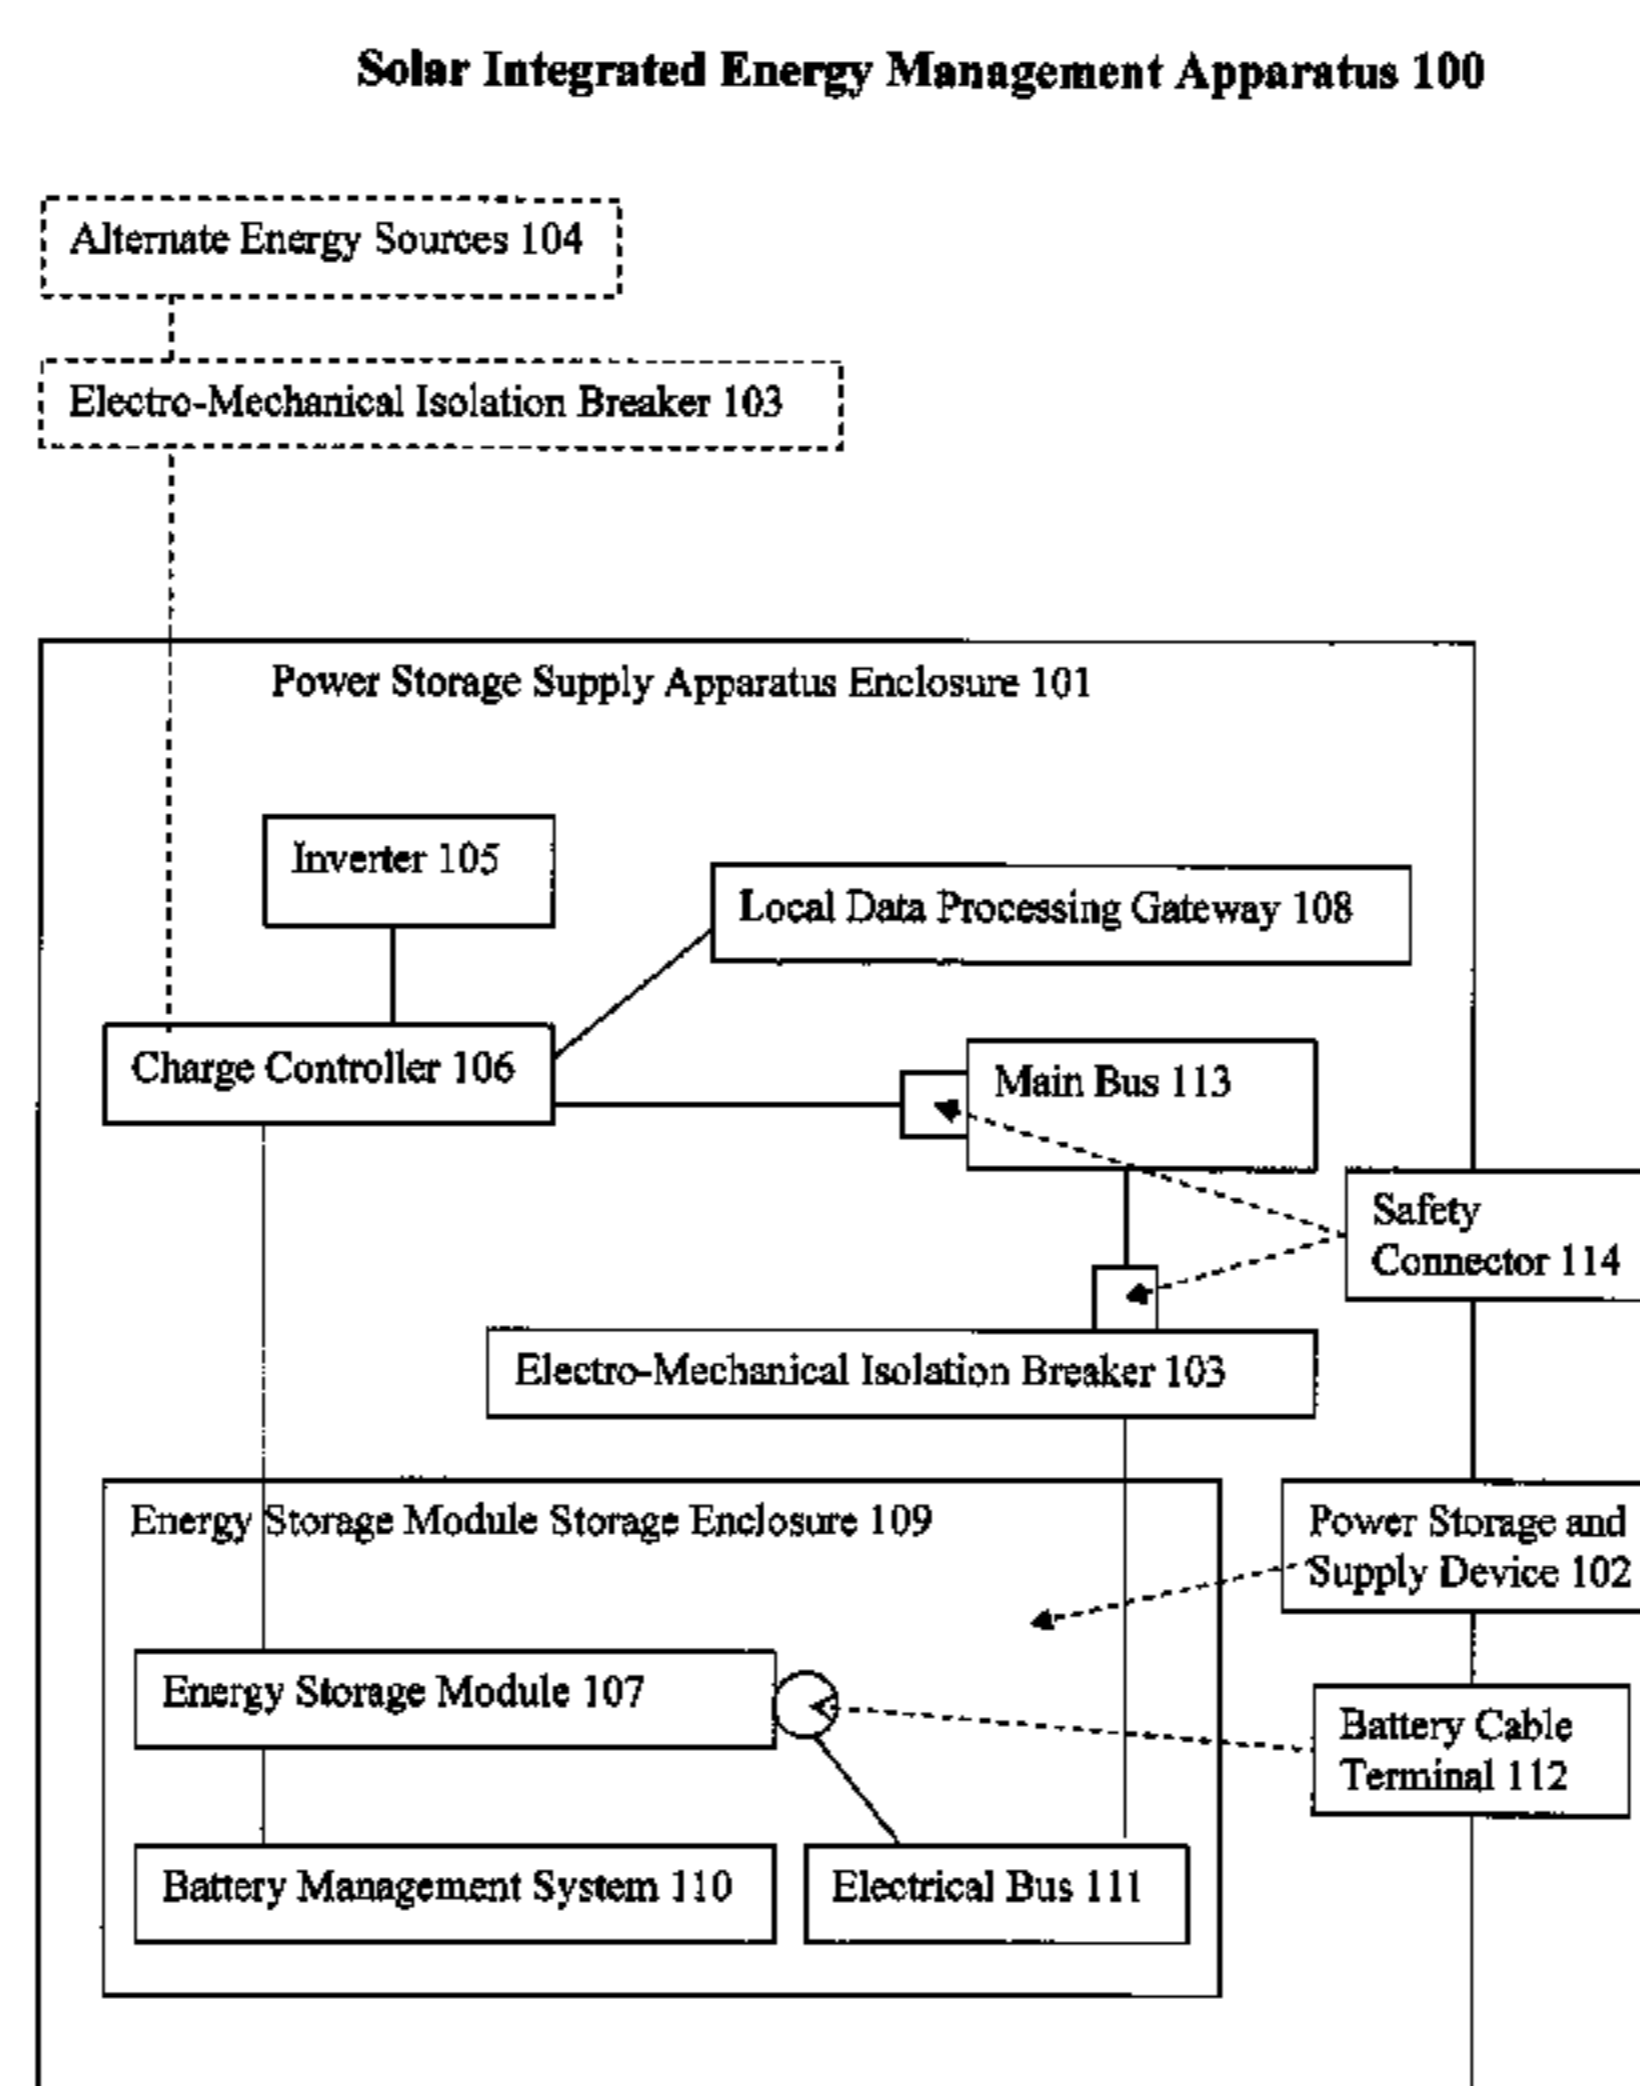 Solar Integrated Energy Management Apparatus 100
Alternate Energy Sources 104
Electro-Mechanical Isolation Breaker 103
Power Storage Supply Apparatus Enclosure 101
Inverter 105
Local Data Processing Gateway 108
Charge Controller 106
Main Bus 113
Safety
Connector 114
Electro-Mechanical Isolation Breaker 103
Energy Storage Module Storage Enclosure 109
Power Storage and
Supply Device 102
Energy Storage Module 107
Battery Cable
Terminal 112
Battery Management System 110
Electrical Bus 111